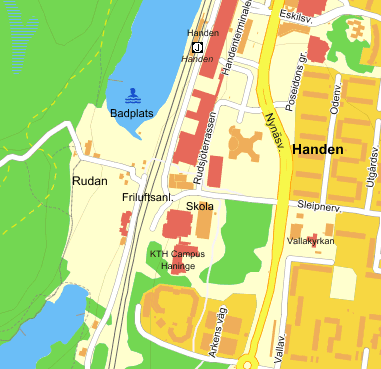 Eskilsv.
Handen
Handen
Handenterminalen
Poseidons gr.
Odenv.
Badplats
Nynäsv.
Rudsjöterrassen
Handen
Utgårdsv.
Rudan
Friluftsanl.
Skola
Sleipnerv.
Vallakyrkan
KTH Campus
Haninge
Arkens väg
Vallav.